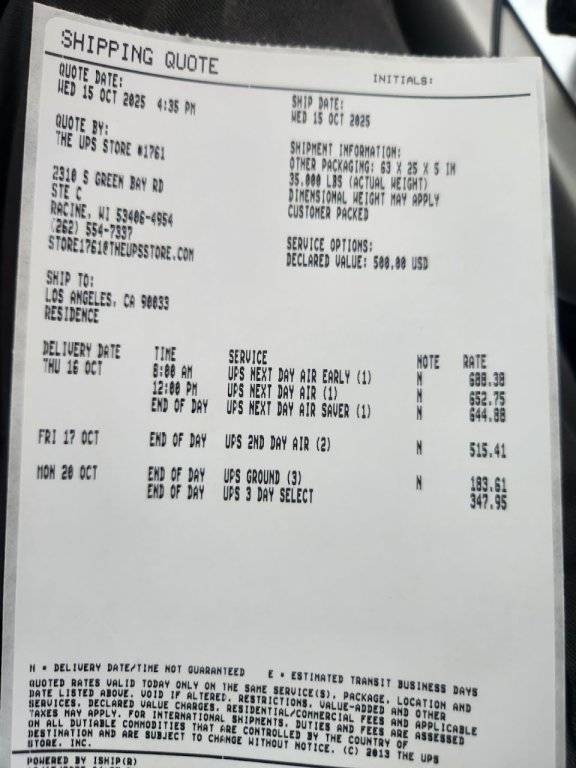 SHIPPING QUOTE
INITIALS:
QUOTE DATE:
WED 15 OCT 2025 4:35 PM
SHIP DATE:
WED 15 OCT 2025
QUOTE BY:
THE UPS STORE #1761
2310 S GREEN BAY RD
STE C
RACINE, WI 53406-4954
(262) 554-7337
STORE1761@THEUPSSTORE.COM
SHIPMENT INFORMATION:
OTHER PACKAGING: 63 X 25 X 5 IN
35.000 LBS (ACTUAL WEIGHT)
DIMENSIONAL WEIGHT MAY APPLY
CUSTOMER PACKED
SERVICE OPTIONS:
DECLARED VALUE: 500.00 USD
SHIP TO:
LOS ANGELES, CA 90033
RESIDENCE
DELIVERY DATE TIME SERVICE NOTE RATE
THU 16 OCT 8:00 AM UPS NEXT DAY AIR EARLY (1) N 688.38
12:00 PM UPS NEXT DAY AIR (1) N 652.75
END OF DAY UPS NEXT DAY AIR SAVER (1) N 644.88
FRI 17 OCT END OF DAY UPS 2ND DAY AIR (2) N 515.41
MON 20 OCT END OF DAY UPS GROUND (3) N 183.61
END OF DAY UPS 3 DAY SELECT 347.95
N = DELIVERY DATE/TIME NOT GUARANTEED E = ESTIMATED TRANSIT BUSINESS DAYS
QUOTED RATES VALID TODAY ONLY ON THE SAME SERVICE(S), PACKAGE, LOCATION AND
DATE LISTED ABOVE. VOID IF ALTERED. RESTRICTIONS, VALUE-ADDED AND OTHER
SERVICES, DECLARED VALUE CHARGES, RESIDENTIAL/COMMERCIAL FEES AND APPLICABLE
TAXES MAY APPLY. FOR INTERNATIONAL SHIPMENTS, DUTIES AND FEES ARE ASSESSED
ON ALL DUTIABLE COMMODITIES THAT ARE CONTROLLED BY THE COUNTRY OF
DESTINATION AND ARE SUBJECT TO CHANGE WITHOUT NOTICE. (C) 2013 THE UPS
STORE, INC.
POWERED BY ISHIP(R)